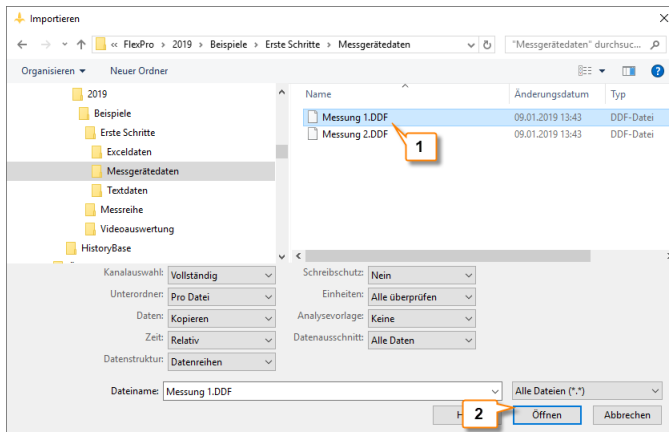 Importieren
« FlexPro > 2019 > Beispiele > Erste Schritte > Messgerätedaten
"Messgerätedaten" durchsuc...
Organisieren Neuer Ordner
2019
Beispiele
Erste Schritte
Exceldaten
Messgerätedaten
Textdaten
Messreihe
Videoauswertung
HistoryBase
Name Änderungsdatum Typ
Messung 1.DDF 09.01.2019 13:43 DDF-Datei
Messung 2.DDF 09.01.2019 13:43 DDF-Datei
1
Kanalauswahl: Vollständig Schreibschutz: Nein
Unterordner: Pro Datei Einheiten: Alle überprüfen
Daten: Kopieren Analysevorlage: Keine
Zeit: Relativ Datenausschnitt: Alle Daten
Datenstruktur: Datenreihen
Dateiname: Messung 1.DDF Alle Dateien (*.*)
2 Öffnen Abbrechen